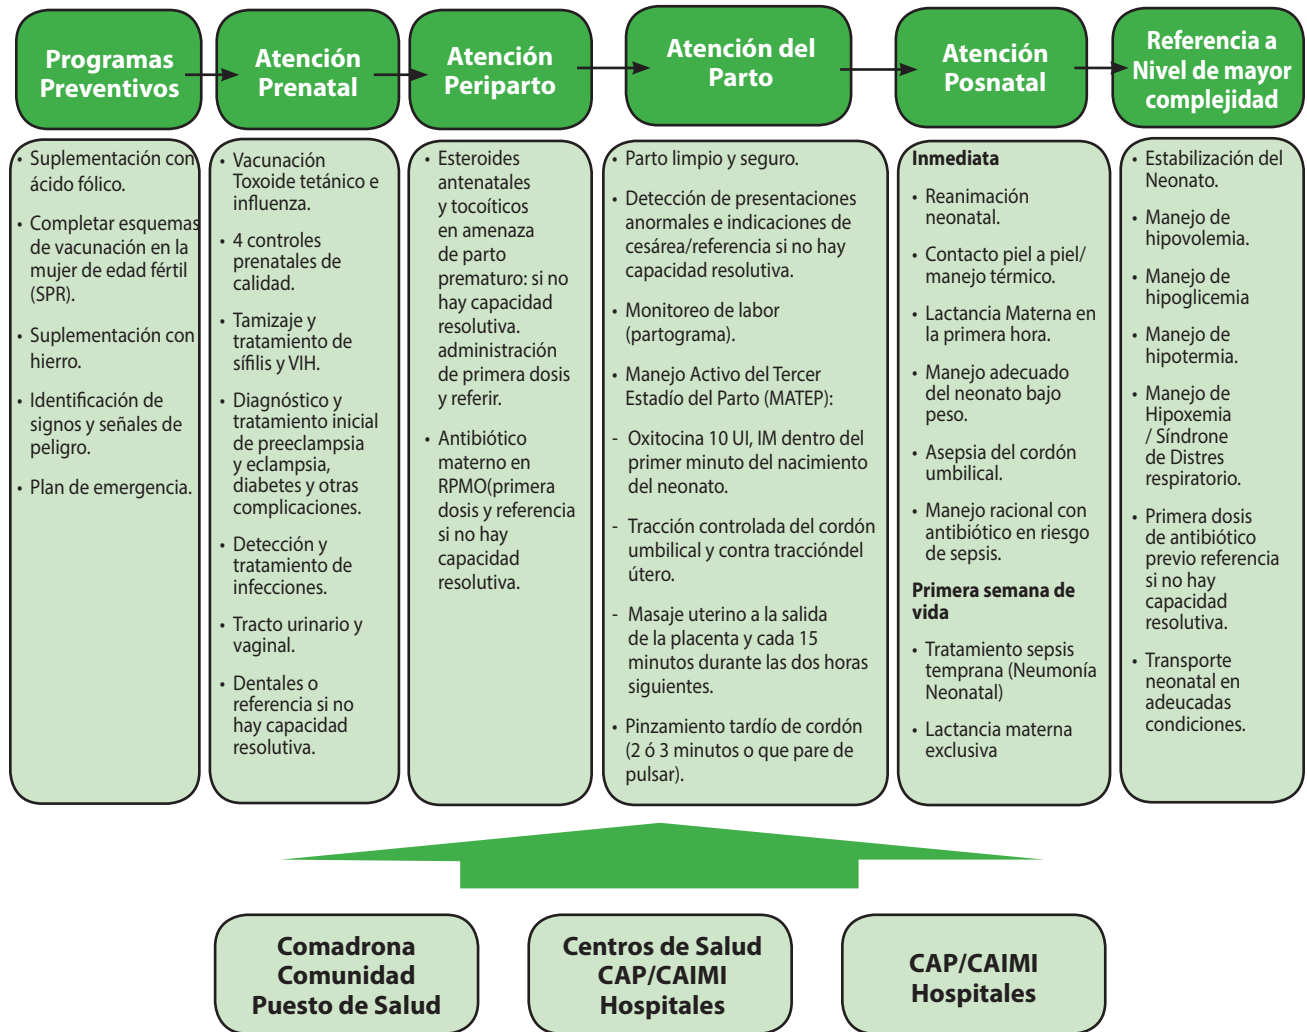 Programas
Preventivos
Atención
Prenatal
Atención
Periparto
Atención del
Parto
Atención
Posnatal
Referencia a
Nivel de mayor
complejidad
• Suplementación con
ácido fólico.
• Completar esquemas
de vacunación en la
mujer de edad fértil
(SPR).
• Suplementación con
hierro.
• Identificación de
signos y señales de
peligro.
• Plan de emergencia.
• Vacunación
Toxoide tetánico e
influenza.
• 4 controles
prenatales de
calidad.
• Tamizaje y
tratamiento de
sífilis y VIH.
• Diagnóstico y
tratamiento inicial
de preeclampsia
y eclampsia,
diabetes y otras
complicaciones.
• Detección y
tratamiento de
infecciones.
• Tracto urinario y
vaginal.
• Dentales o
referencia si no
hay capacidad
resolutiva.
• Esteroides
antenatales
y tocoíticos
en amenaza
de parto
prematuro: si no
hay capacidad
resolutiva.
administración
de primera dosis
y referir.
• Antibiótico
materno en
RPMO(primera
dosis y referencia
si no hay
capacidad
resolutiva.
• Parto limpio y seguro.
• Detección de presentaciones
anormales e indicaciones de
cesárea/referencia si no hay
capacidad resolutiva.
• Monitoreo de labor
(partograma).
• Manejo Activo del Tercer
Estadío del Parto (MATEP):
- Oxitocina 10 UI, IM dentro del
primer minuto del nacimiento
del neonato.
- Tracción controlada del cordón
umbilical y contra traccióndel
útero.
- Masaje uterino a la salida
de la placenta y cada 15
minutos durante las dos horas
siguientes.
• Pinzamiento tardío de cordón
(2 ó 3 minutos o que pare de
pulsar).
Inmediata
• Reanimación
neonatal.
• Contacto piel a piel/
manejo térmico.
• Lactancia Materna en
la primera hora.
• Manejo adecuado
del neonato bajo
peso.
• Asepsia del cordón
umbilical.
• Manejo racional con
antibiótico en riesgo
de sepsis.
Primera semana de
vida
• Tratamiento sepsis
temprana (Neumonía
Neonatal)
• Lactancia materna
exclusiva
• Estabilización del
Neonato.
• Manejo de
hipovolemia.
• Manejo de
hipoglicemia
• Manejo de
hipotermia.
• Manejo de
Hipoxemia
/ Síndrome
de Distres
respiratorio.
• Primera dosis
de antibiótico
previo referencia
si no hay
capacidad
resolutiva.
• Transporte
neonatal en
adeucadas
condiciones.
Comadrona
Comunidad
Puesto de Salud
Centros de Salud
CAP/CAIMI
Hospitales
CAP/CAIMI
Hospitales